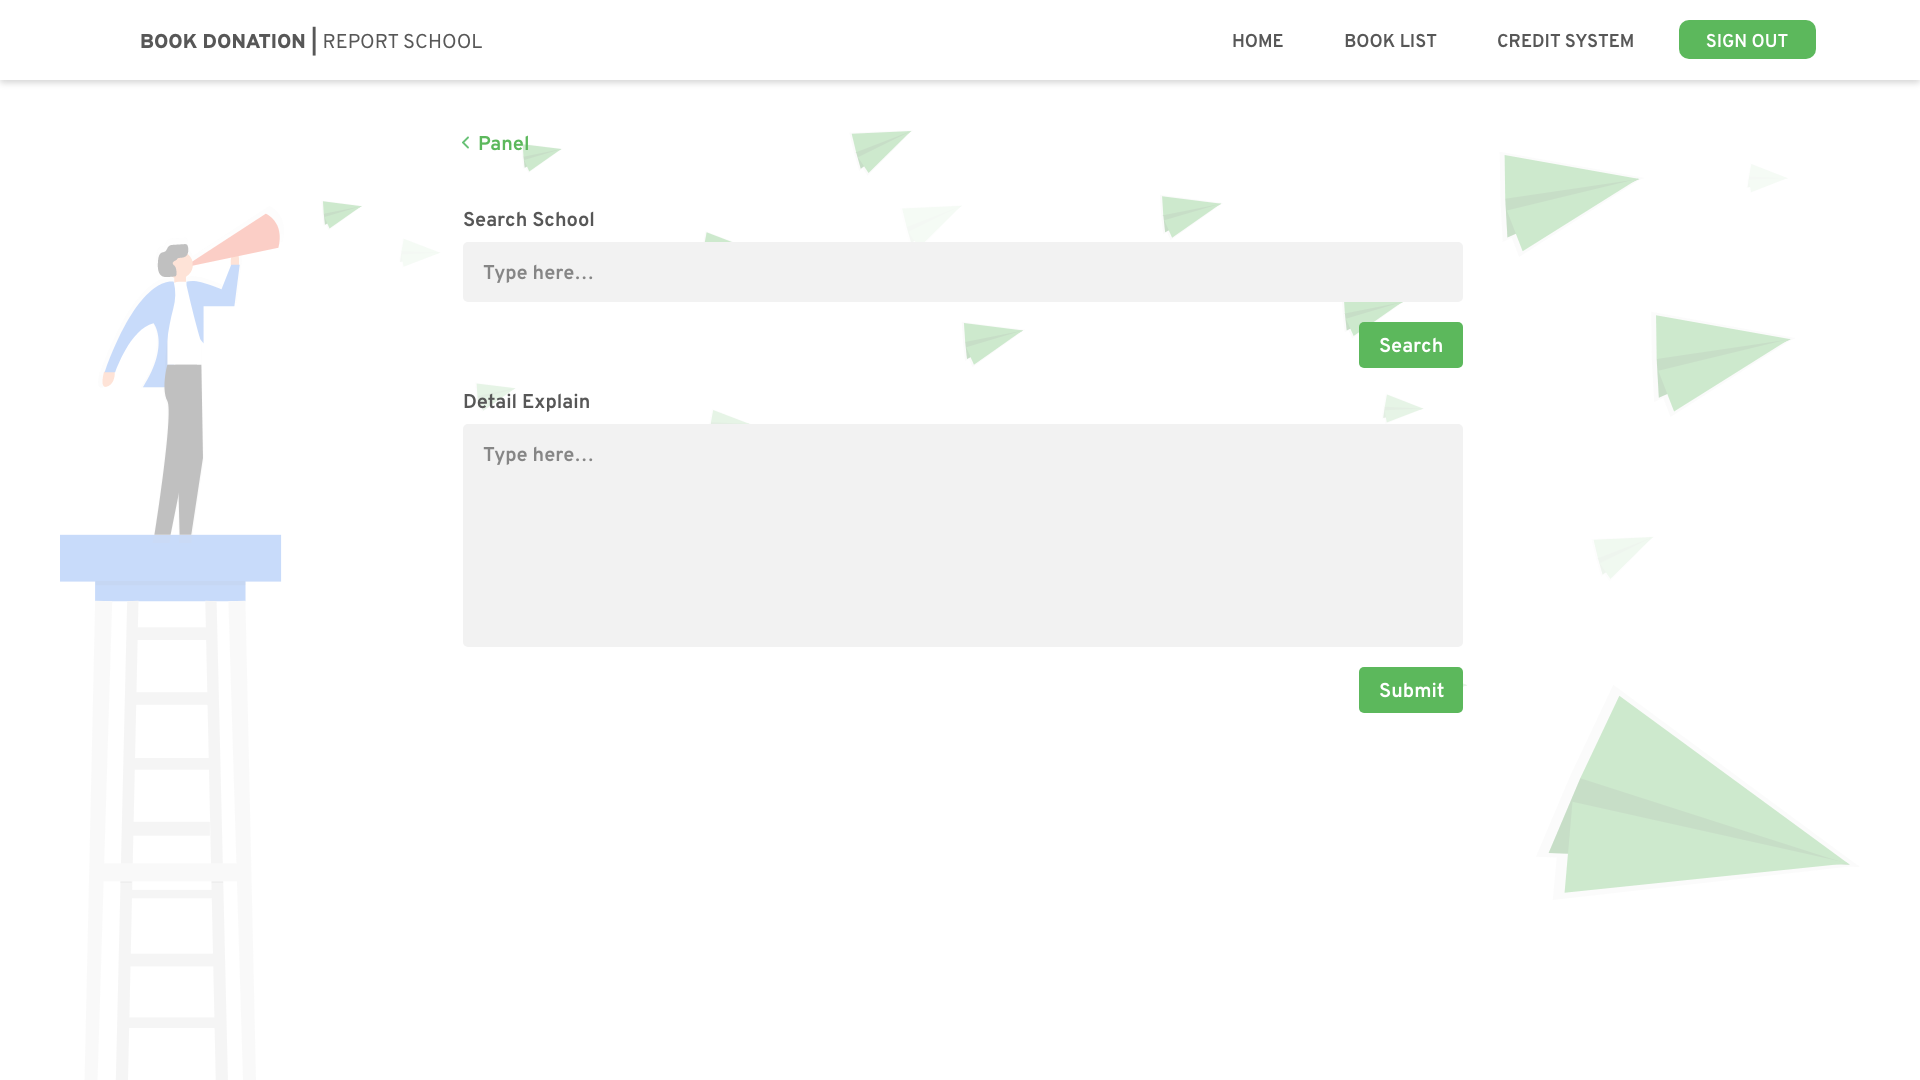 BOOK DONATION | REPORT SCHOOL
HOME
BOOK LIST
CREDIT SYSTEM
SIGN OUT
Panel
Search School
Type here...
Search
Detail Explain
Type here...
Submit